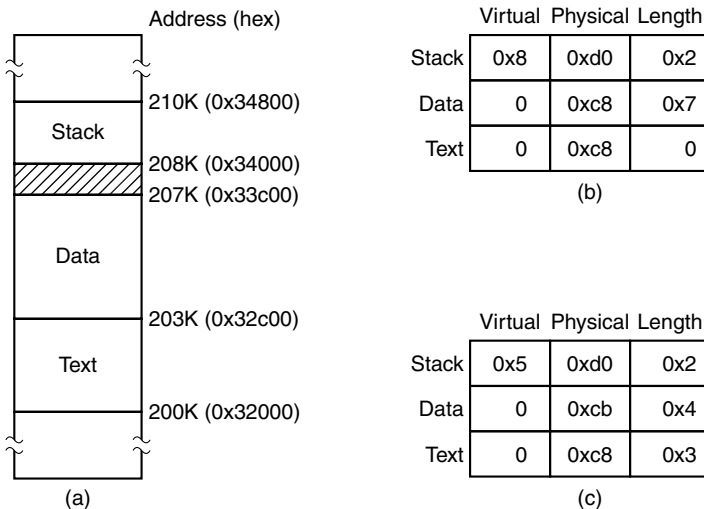 Address (hex)
210K (0x34800)
Stack
208K (0x34000)
207K (0x33c00)
Data
203K (0x32c00)
Text
200K (0x32000)
(a)
Virtual Physical Length
Stack 0x8 0xd0 0x2
Data 0 0xc8 0x7
Text 0 0xc8 0
(b)
Virtual Physical Length
Stack 0x5 0xd0 0x2
Data 0 0xcb 0x4
Text 0 0xc8 0x3
(c)